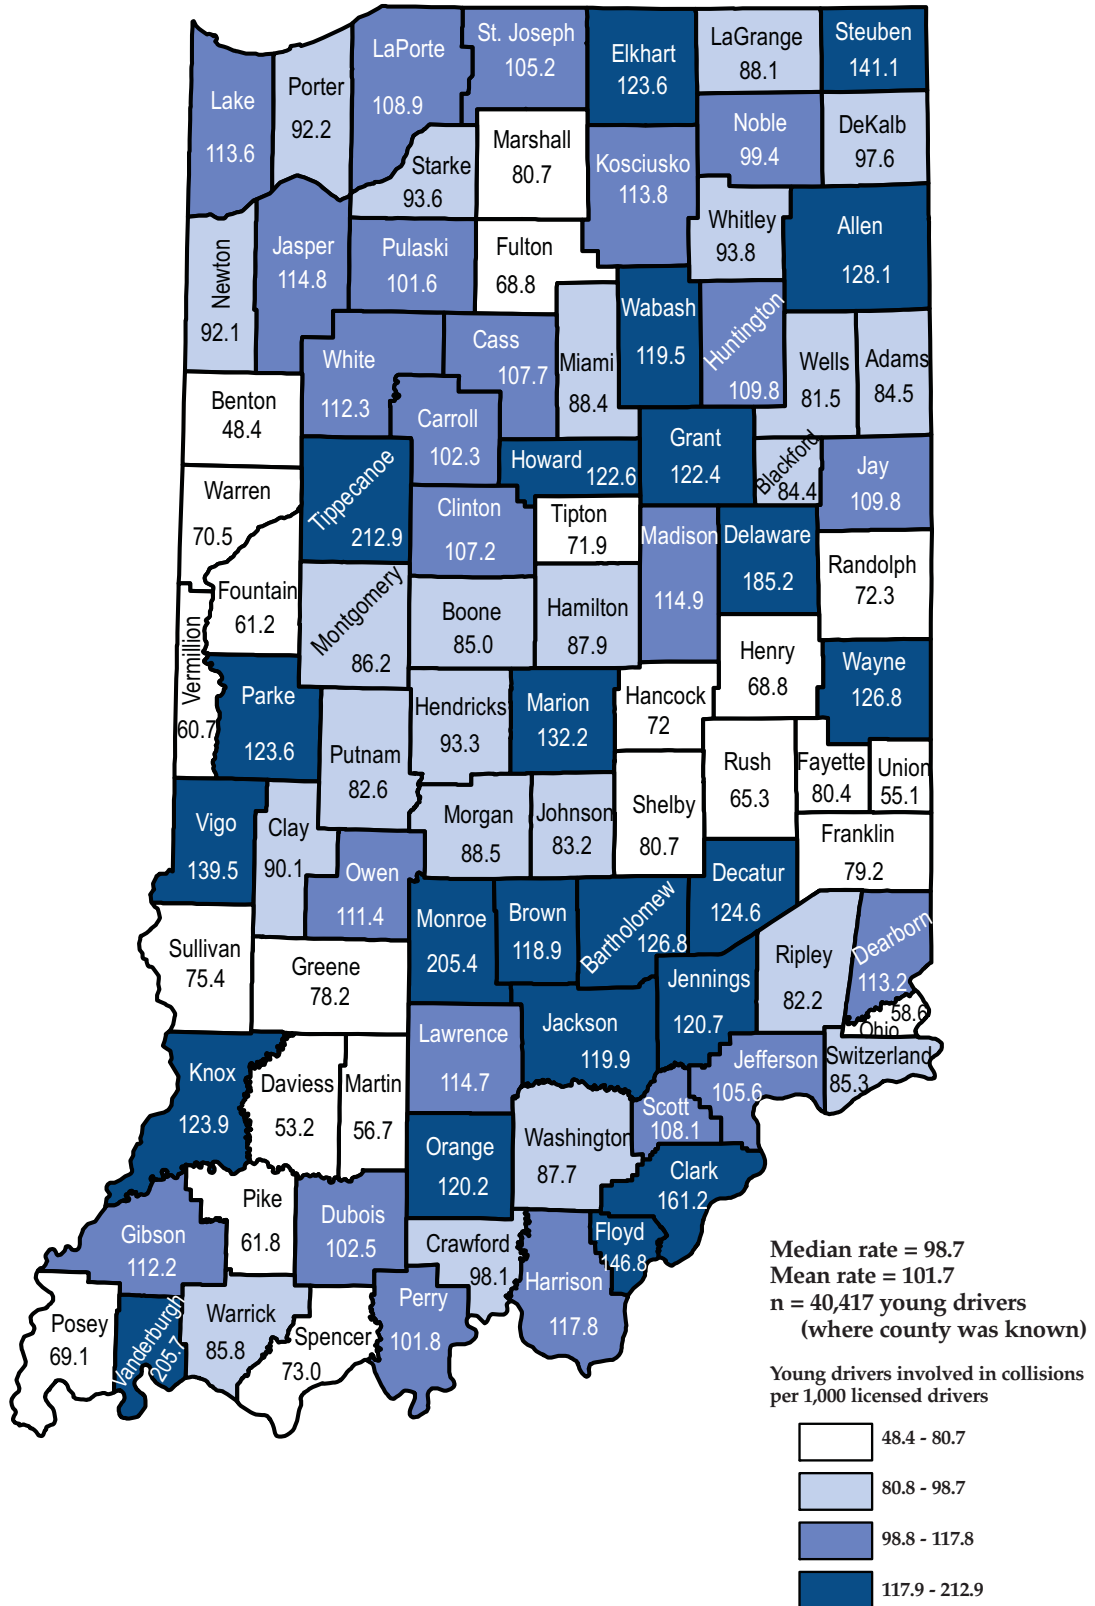 LaPorte
108.9
St. Joseph
105.2
Elkhart
123.6
LaGrange
88.1
Steuben
141.1
Lake
113.6
Porter
92.2
Starke
93.6
Marshall
80.7
Kosciusko
113.8
Noble
99.4
DeKalb
97.6
Newton
92.1
Jasper
114.8
Pulaski
101.6
Fulton
68.8
Whitley
93.8
Allen
128.1
White
112.3
Cass
107.7
Miami
88.4
Wabash
119.5
Huntington
109.8
Wells
81.5
Adams
84.5
Benton
48.4
Carroll
102.3
Howard 122.6
Grant
122.4
Blackford
84.4
Jay
109.8
Warren
70.5
Tippecanoe
212.9
Clinton
107.2
Tipton
71.9
Madison
114.9
Delaware
185.2
Randolph
72.3
Fountain
61.2
Montgomery
86.2
Boone
85.0
Hamilton
87.9
Henry
68.8
Wayne
126.8
Vermillion
60.7
Parke
123.6
Putnam
82.6
Hendricks
93.3
Marion
132.2
Hancock
72
Rush
65.3
Fayette
80.4
Union
55.1
Vigo
139.5
Clay
90.1
Owen
111.4
Morgan
88.5
Johnson
83.2
Shelby
80.7
Franklin
79.2
Decatur
124.6
Sullivan
75.4
Greene
78.2
Monroe
205.4
Brown
118.9
Bartholomew
126.8
Jennings
120.7
Ripley
82.2
Dearborn
113.2
58.6
Ohio
Knox
123.9
Daviess
53.2
Martin
56.7
Lawrence
114.7
Jackson
119.9
Jefferson
105.6
Switzerland
85.3
Scott
108.1
Orange
120.2
Washington
87.7
Clark
161.2
Gibson
112.2
Pike
61.8
Dubois
102.5
Crawford
98.1
Harrison
117.8
Floyd
146.8
Posey
69.1
Vanderburgh
205.7
Warrick
85.8
Spencer
73.0
Perry
101.8
Median rate = 98.7
Mean rate = 101.7
n = 40,417 young drivers
(where county was known)
Young drivers involved in collisions
per 1,000 licensed drivers
48.4 - 80.7
80.8 - 98.7
98.8 - 117.8
117.9 - 212.9